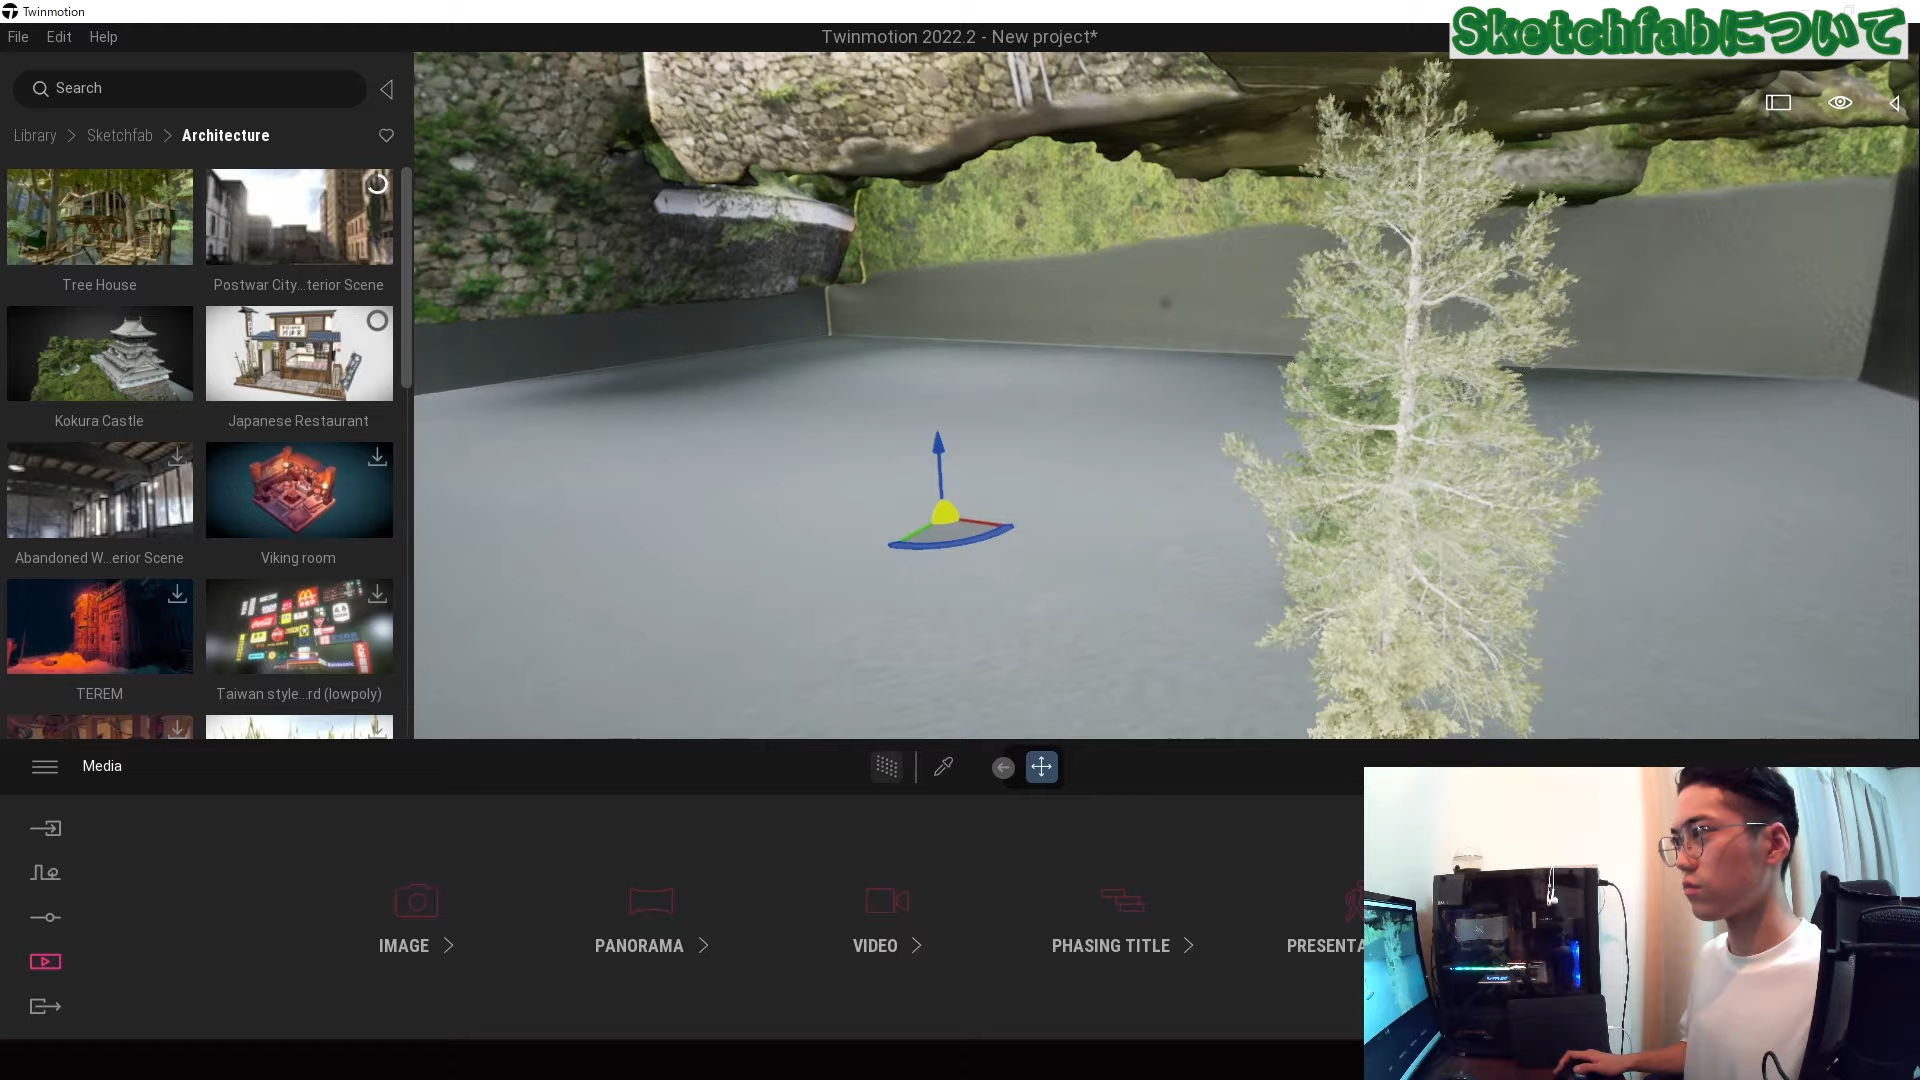 Twinmotion
File Edit Help
Twinmotion 2022.2 - New project*
Sketchfabについて
Search
Library Sketchfab Architecture
Tree House
Postwar City...terior Scene
Kokura Castle
Japanese Restaurant
Abandoned W...erior Scene
Viking room
TEREM
Taiwan style...rd (lowpoly)
Media
IMAGE
PANORAMA
VIDEO
PHASING TITLE
PRESENTA